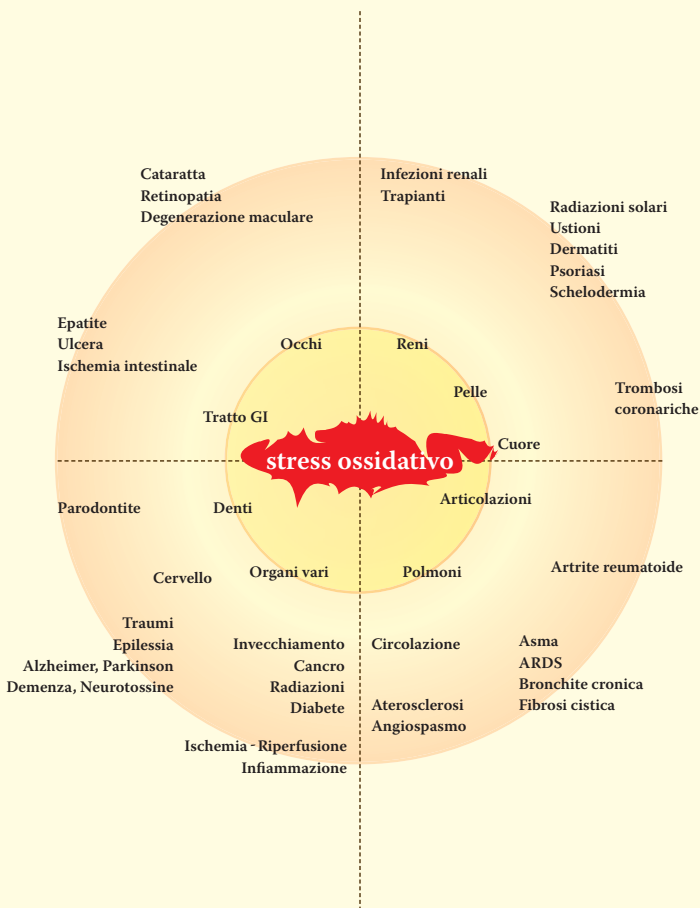 Cataratta
Retinopatia
Degenerazione maculare
Infezioni renali
Trapianti
Radiazioni solari
Ustioni
Dermatiti
Psoriasi
Schelodermia
Epatite
Ulcera
Ischemia intestinale
Occhi
Reni
Pelle
Trombosi
coronariche
Tratto GI
Cuore
stress ossidativo
Articolazioni
Parodontite
Denti
Cervello
Organi vari
Polmoni
Artrite reumatoide
Traumi
Epilessia
Alzheimer, Parkinson
Demenza, Neurotossine
Invecchiamento
Cancro
Radiazioni
Diabete
Ischemia - Riperfusione
Infiammazione
Circolazione
Aterosclerosi
Angiospasmo
Asma
ARDS
Bronchite cronica
Fibrosi cistica